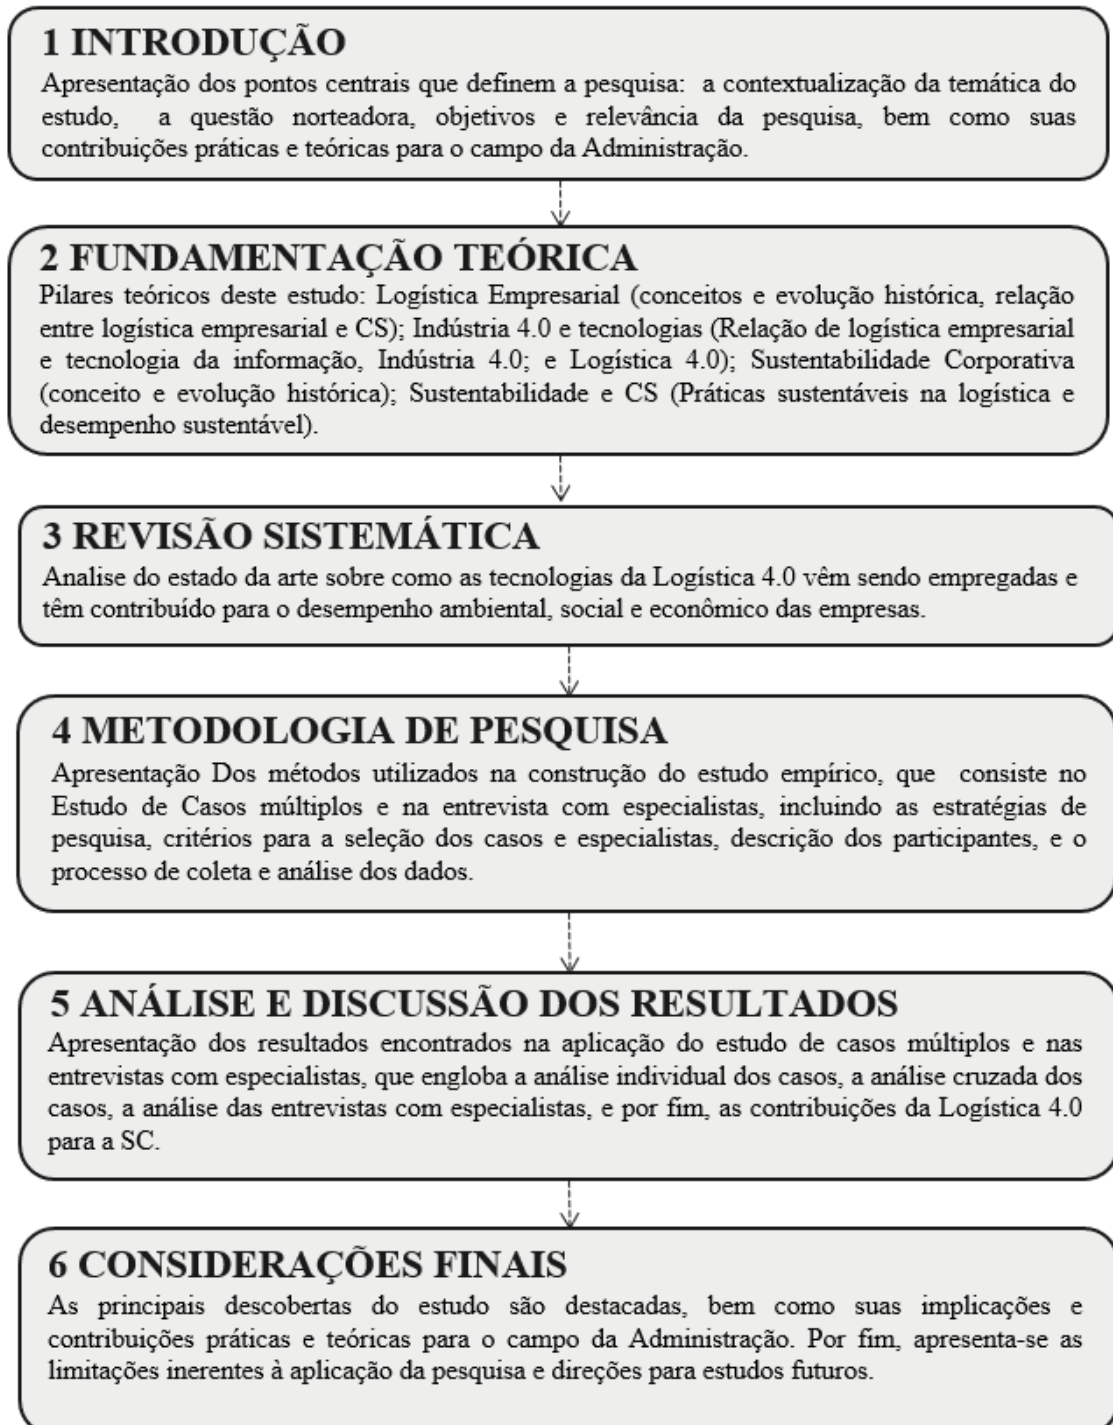 1 INTRODUÇÃO
Apresentação dos pontos centrais que definem a pesquisa: a contextualização da temática do
estudo, a questão norteadora, objetivos e relevância da pesquisa, bem como suas
contribuições práticas e teóricas para o campo da Administração.
2 FUNDAMENTAÇÃO TEÓRICA
Pilares teóricos deste estudo: Logística Empresarial (conceitos e evolução histórica, relação
entre logística empresarial e CS); Indústria 4.0 e tecnologias (Relação de logística empresarial
e tecnologia da informação, Indústria 4.0; e Logística 4.0); Sustentabilidade Corporativa
(conceito e evolução histórica); Sustentabilidade e CS (Práticas sustentáveis na logística e
desempenho sustentável).
3 REVISÃO SISTEMÁTICA
Analise do estado da arte sobre como as tecnologias da Logística 4.0 vêm sendo empregadas e
têm contribuído para o desempenho ambiental, social e econômico das empresas.
4 METODOLOGIA DE PESQUISA
Apresentação Dos métodos utilizados na construção do estudo empírico, que consiste no
Estudo de Casos múltiplos e na entrevista com especialistas, incluindo as estratégias de
pesquisa, critérios para a seleção dos casos e especialistas, descrição dos participantes, e o
processo de coleta e análise dos dados.
5 ANÁLISE E DISCUSSÃO DOS RESULTADOS
Apresentação dos resultados encontrados na aplicação do estudo de casos múltiplos e nas
entrevistas com especialistas, que engloba a análise individual dos casos, a análise cruzada dos
casos, a análise das entrevistas com especialistas, e por fim, as contribuições da Logística 4.0
para a SC.
6 CONSIDERAÇÕES FINAIS
As principais descobertas do estudo são destacadas, bem como suas implicações e
contribuições práticas e teóricas para o campo da Administração. Por fim, apresenta-se as
limitações inerentes à aplicação da pesquisa e direções para estudos futuros.